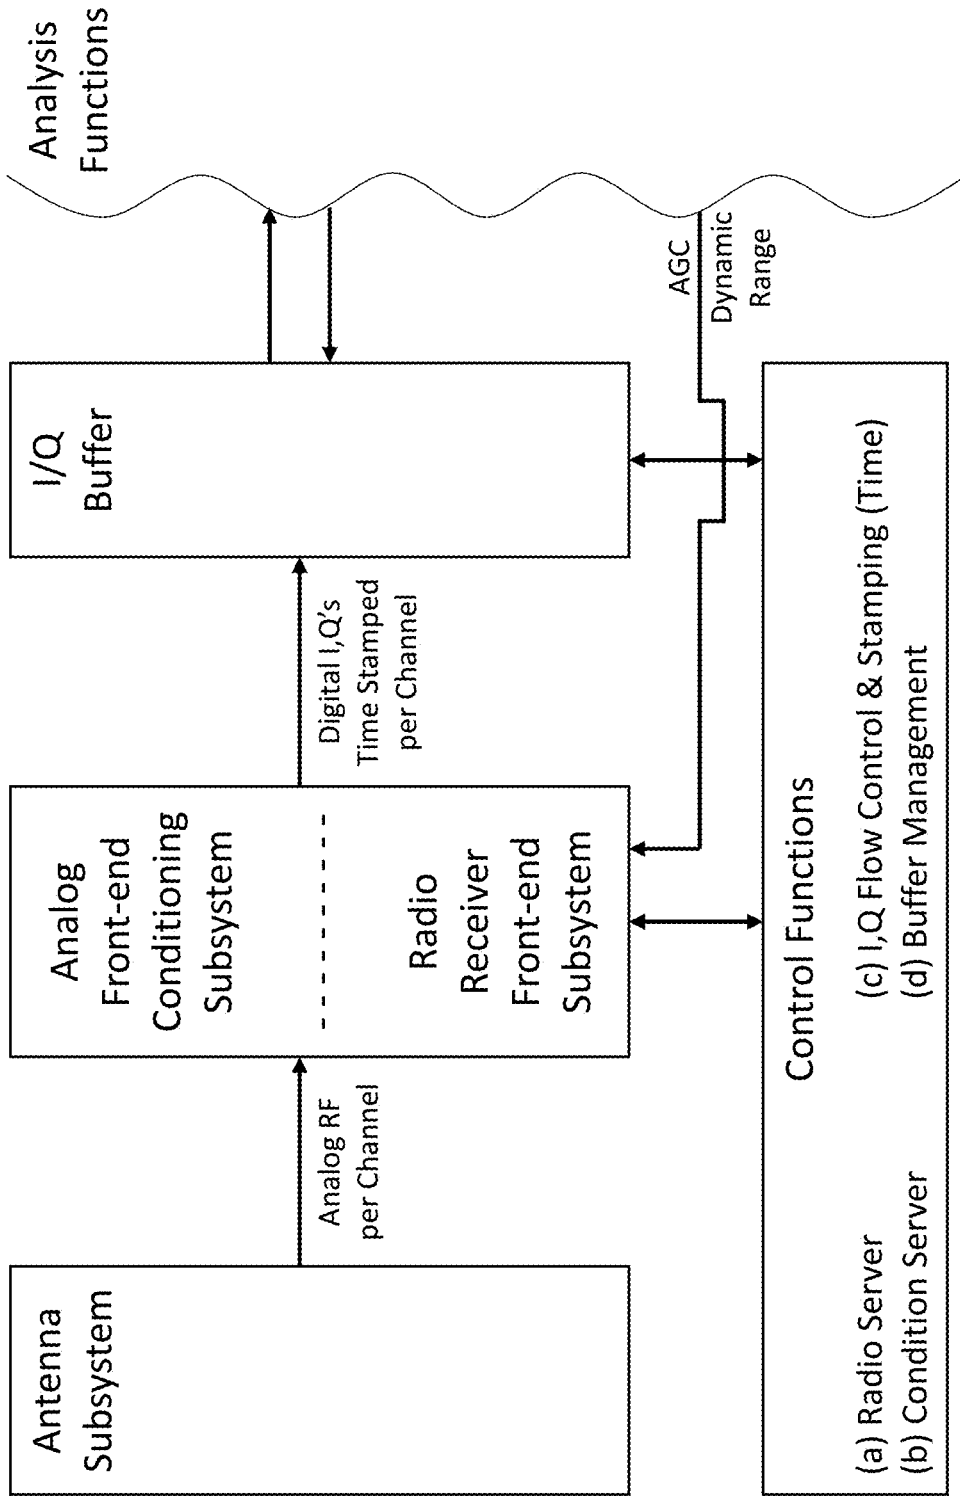 Antenna
Subsystem
Analog RF
per Channel
Analog
Front-end
Conditioning
Subsystem
Radio
Receiver
Front-end
Subsystem
Digital I,Q's
Time Stamped
per Channel
I/Q
Buffer
Analysis
Functions
AGC
Dynamic
Range
Control Functions
(a) Radio Server
(b) Condition Server
(c) I,Q Flow Control & Stamping (Time)
(d) Buffer Management